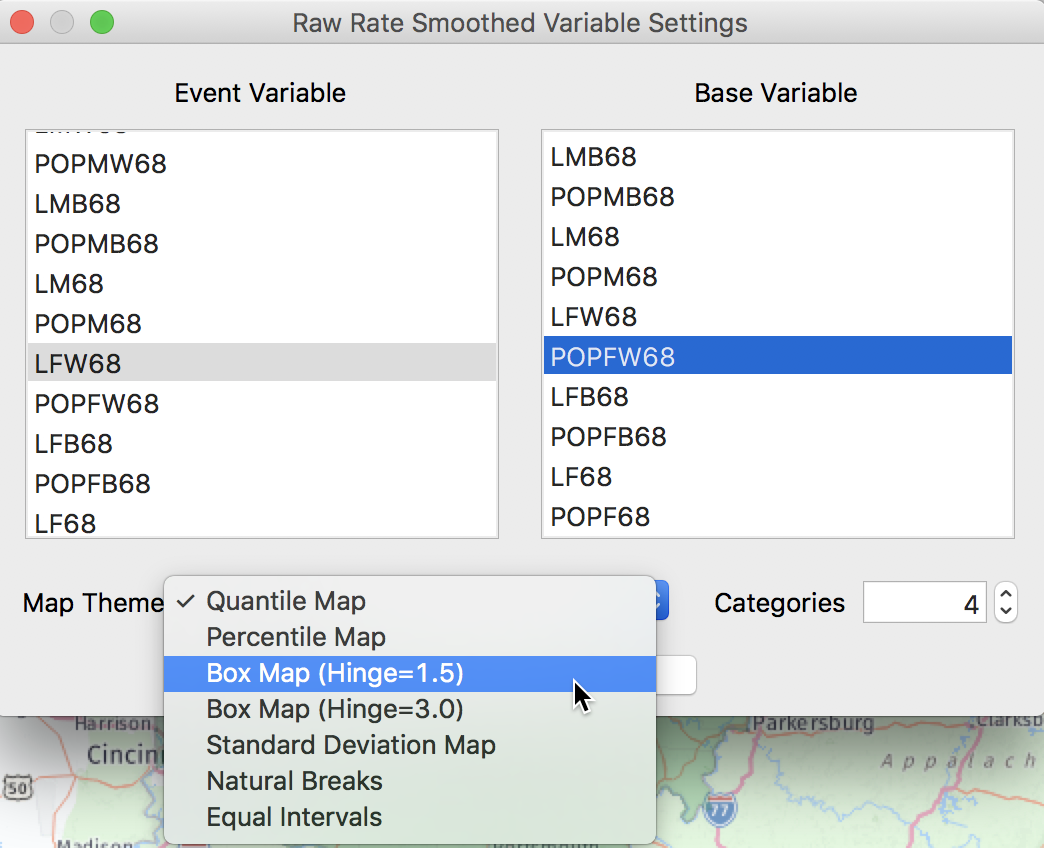 Raw Rate Smoothed Variable Settings
Event Variable
Base Variable
POPMW68
LMB68
POPMB68
LM68
POPM68
LFW68
POPFW68
LFB68
POPFB68
LF68
LMB68
POPMB68
LM68
POPM68
LFW68
POPFW68
LFB68
POPFB68
LF68
POPF68
Map Theme
✓ Quantile Map
Percentile Map
Box Map (Hinge=1.5)
Box Map (Hinge=3.0)
Standard Deviation Map
Natural Breaks
Equal Intervals
Categories
4
Harrison
Cincin
50
Madison
Parkersburg
Clarksb
Appalach
77